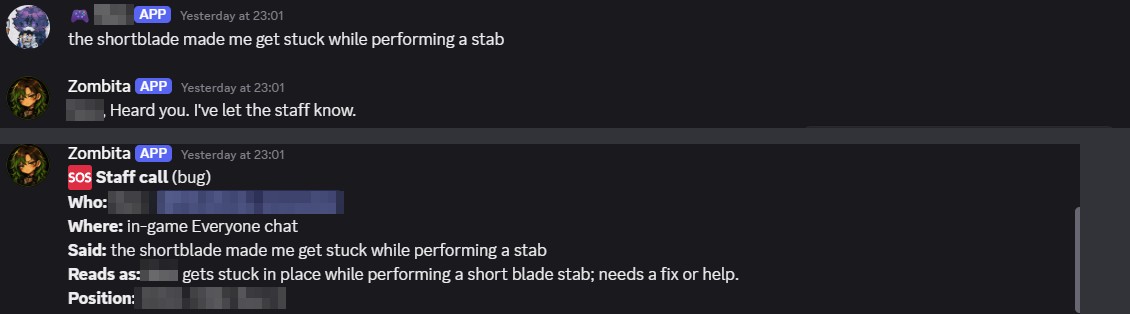 APP Yesterday at 23:01
the shortblade made me get stuck while performing a stab
Zombita APP Yesterday at 23:01
, Heard you. I've let the staff know.
Zombita APP Yesterday at 23:01
SOS Staff call (bug)
Who:
Where: in-game Everyone chat
Said: the shortblade made me get stuck while performing a stab
Reads as: gets stuck in place while performing a short blade stab; needs a fix or help.
Position: